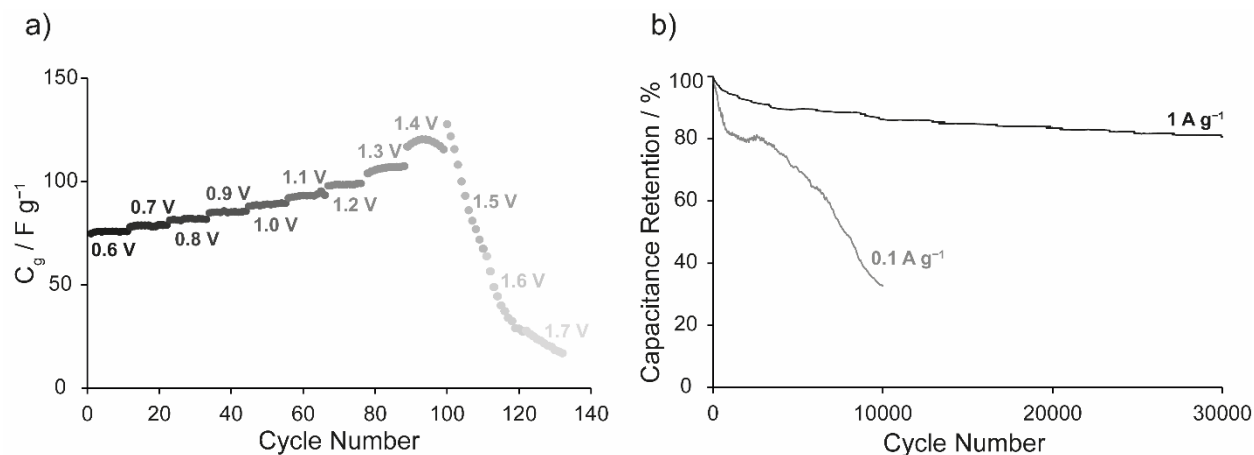 a)
150
100
50
0
C_g / F g⁻¹
0.6 V
0.7 V
0.8 V
0.9 V
1.0 V
1.1 V
1.2 V
1.3 V
1.4 V
1.5 V
1.6 V
1.7 V
0 20 40 60 80 100 120 140
Cycle Number
b)
100
80
60
40
20
0
Capacitance Retention / %
1 A g⁻¹
0.1 A g⁻¹
0 10000 20000 30000
Cycle Number